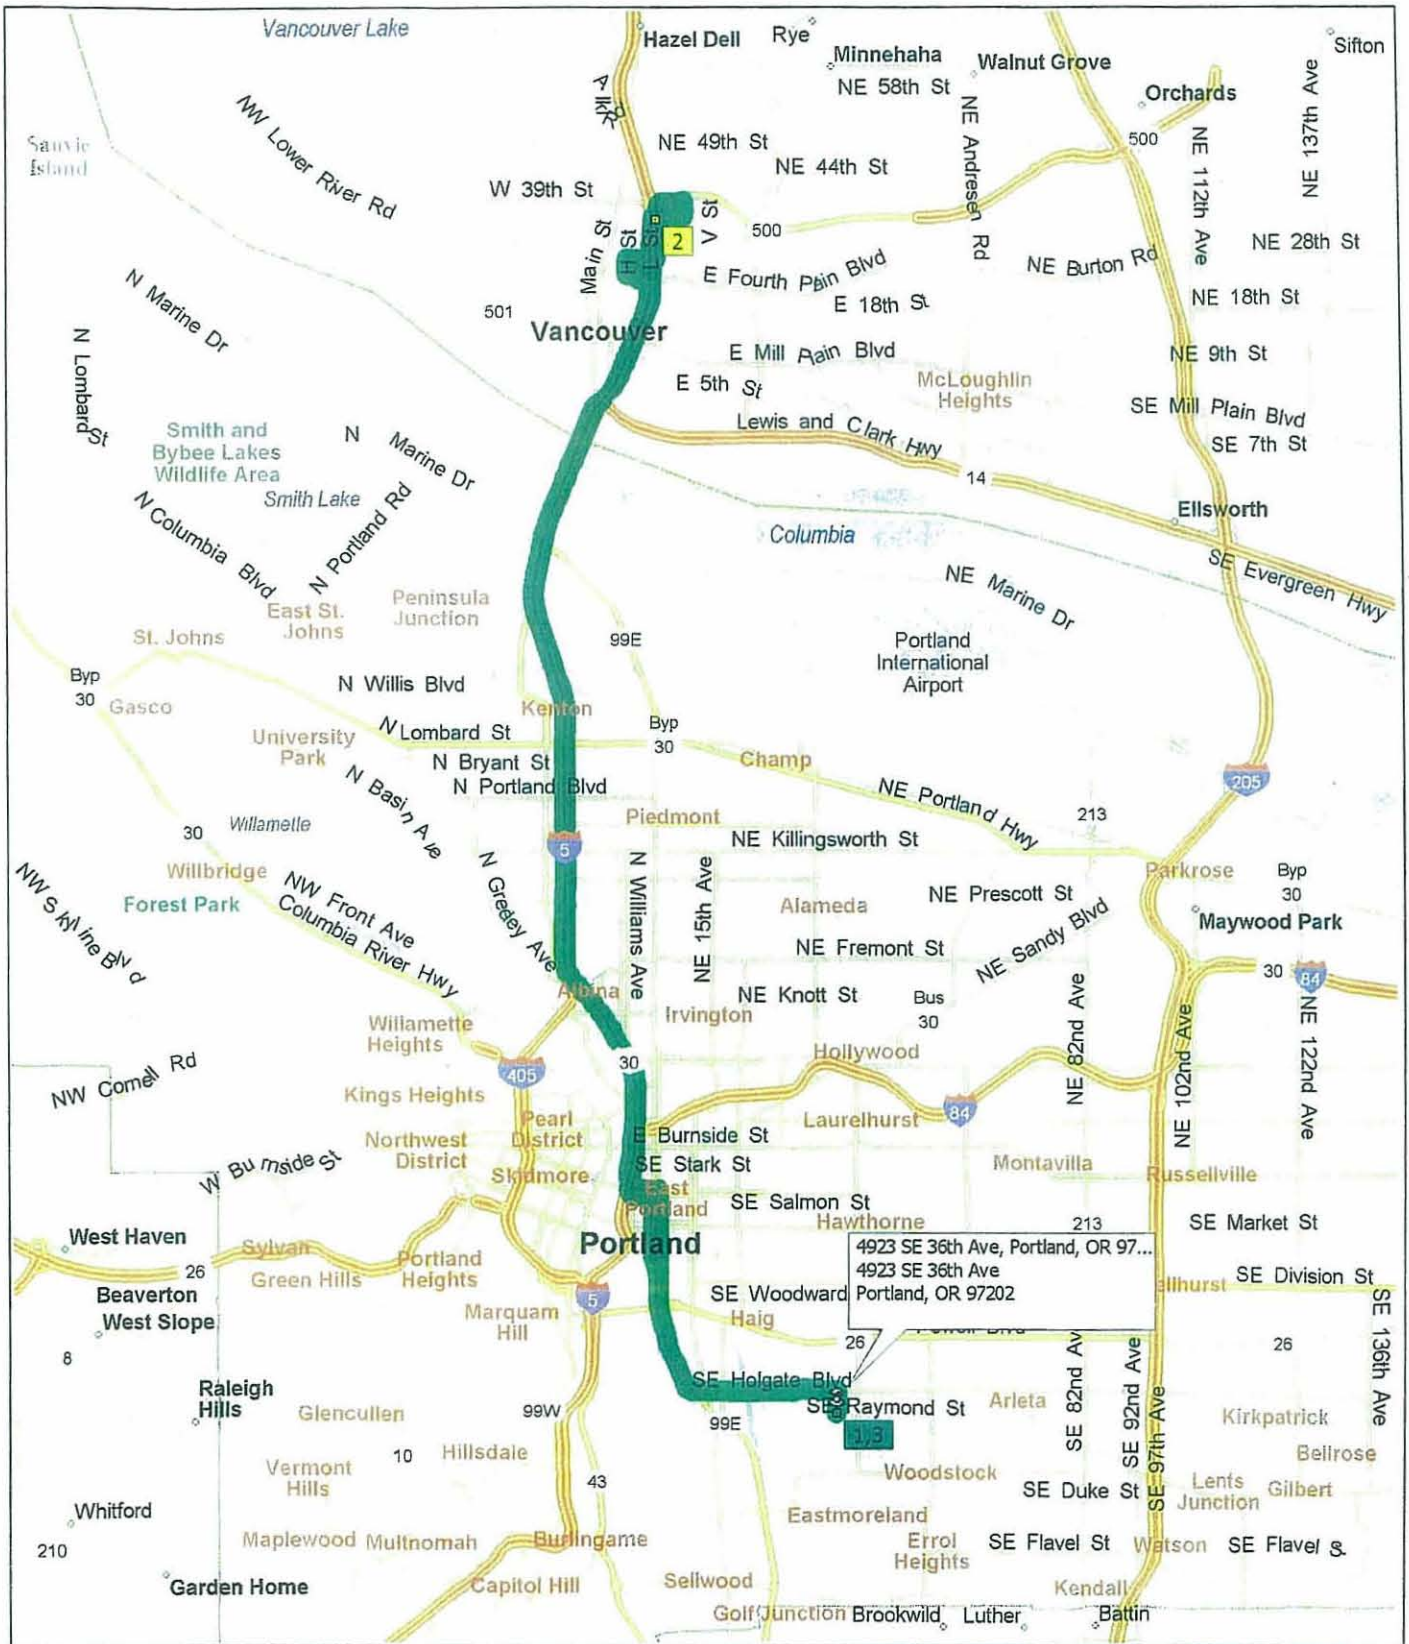 Vancouver Lake
Hazel Dell
Rye
Minnehaha
Walnut Grove
Sifton
NE 58th St
Orchards
NE 137th Ave
NW Lower River Rd
NE Andresen Rd
500
Sauvie
Island
NE 49th St
NE 44th St
NE 112th Ave
W 39th St
Main St
H St
L St
2
V St
500
NE 28th St
E Fourth Plain Blvd
NE Burton Rd
N Marine Dr
E 18th St
NE 18th St
501
Vancouver
N Lombard St
E Mill Plain Blvd
NE 9th St
E 5th St
McLoughlin
Heights
SE Mill Plain Blvd
Lewis and Clark Hwy
SE 7th St
Smith and
Bybee Lakes
Wildlife Area
N Marine Dr
14
Smith Lake
N Columbia Blvd
N Portland Rd
Ellsworth
Columbia
SE Evergreen Hwy
NE Marine Dr
East St.
Johns
Peninsula
Junction
St. Johns
99E
Portland
International
Airport
Byp
30
Gasco
N Willis Blvd
Kenton
N Lombard St
Byp
30
University
Park
N Bryant St
Champ
N Basin Ave
N Portland Blvd
NE Portland Hwy
205
213
30
Willamette
Piedmont
5
NE Killingsworth St
Willbridge
Parkrose
Byp
30
NW Skyline Blvd
Forest Park
NW Front Ave
Columbia River Hwy
N Greeley Ave
N Williams Ave
NE 15th Ave
Alameda
NE Prescott St
Maywood Park
NE Fremont St
NE Sandy Blvd
30
84
Albina
NE Knott St
Bus
30
NE 82nd Ave
NE 102nd Ave
NE 122nd Ave
Willamette
Heights
Irvington
Hollywood
30
NW Cornell Rd
405
Kings Heights
84
Pearl
District
Laurelhurst
Northwest
District
E Burnside St
W Burnside St
SE Stark St
Montavilla
Russellville
Skidmore
East
Portland
SE Salmon St
Hawthorne
213
SE Market St
West Haven
Portland
Sylvan
26
Green Hills
Portland
Heights
4923 SE 36th Ave, Portland, OR 97...
4923 SE 36th Ave
Portland, OR 97202
SE Division St
Beaverton
West Slope
5
Marquam
Hill
SE Woodward
Haig
26
26
SE 136th Ave
8
SE 82nd Av
SE 92nd Ave
SE 97th Ave
Raleigh
Hills
SE Holgate Blvd
SE Raymond St
Arleta
Glencullen
99W
99E
1,3
Kirkpatrick
10
Hillsdale
Bellrose
Vermont
Hills
43
Woodstock
SE Duke St
Lents
Junction
Gilbert
Whitford
Eastmoreland
210
Maplewood
Multnomah
Burlingame
Errol
Heights
SE Flavel St
Watson
SE Flavel S
Garden Home
Capitol Hill
Sellwood
Kendall
Golf Junction
Brookwild
Luther
Battin